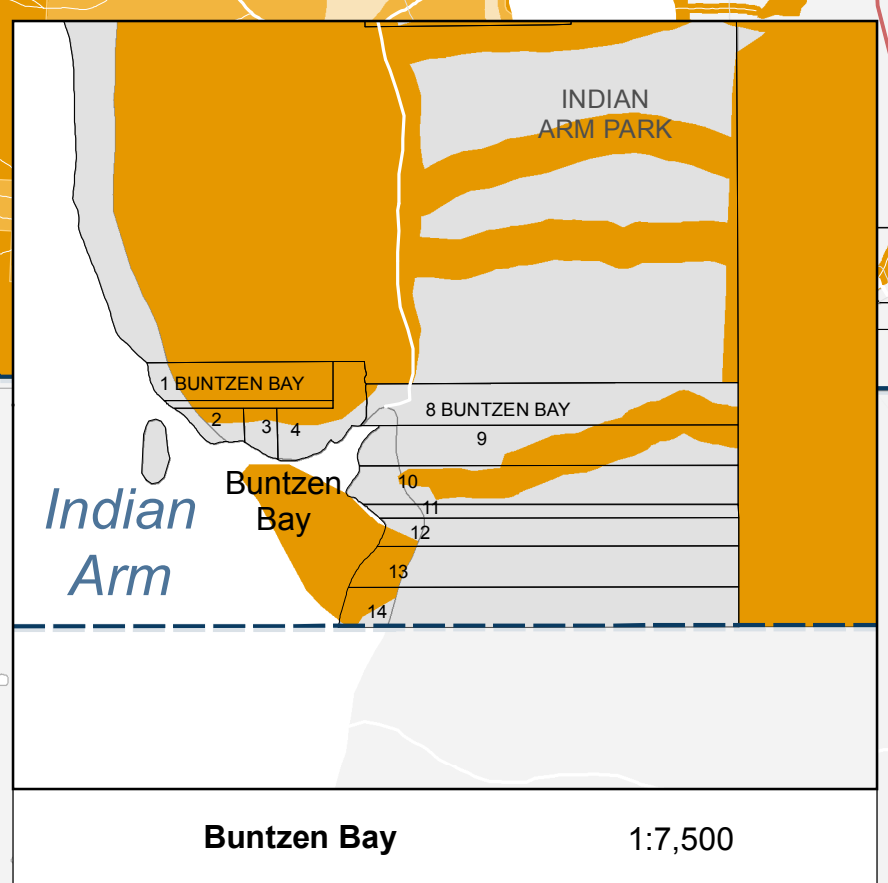 INDIAN
ARM PARK
1 BUNTZEN BAY
2
3
4
8 BUNTZEN BAY
9
10
11
12
13
14
Buntzen
Bay
Indian
Arm
Buntzen Bay 1:7,500